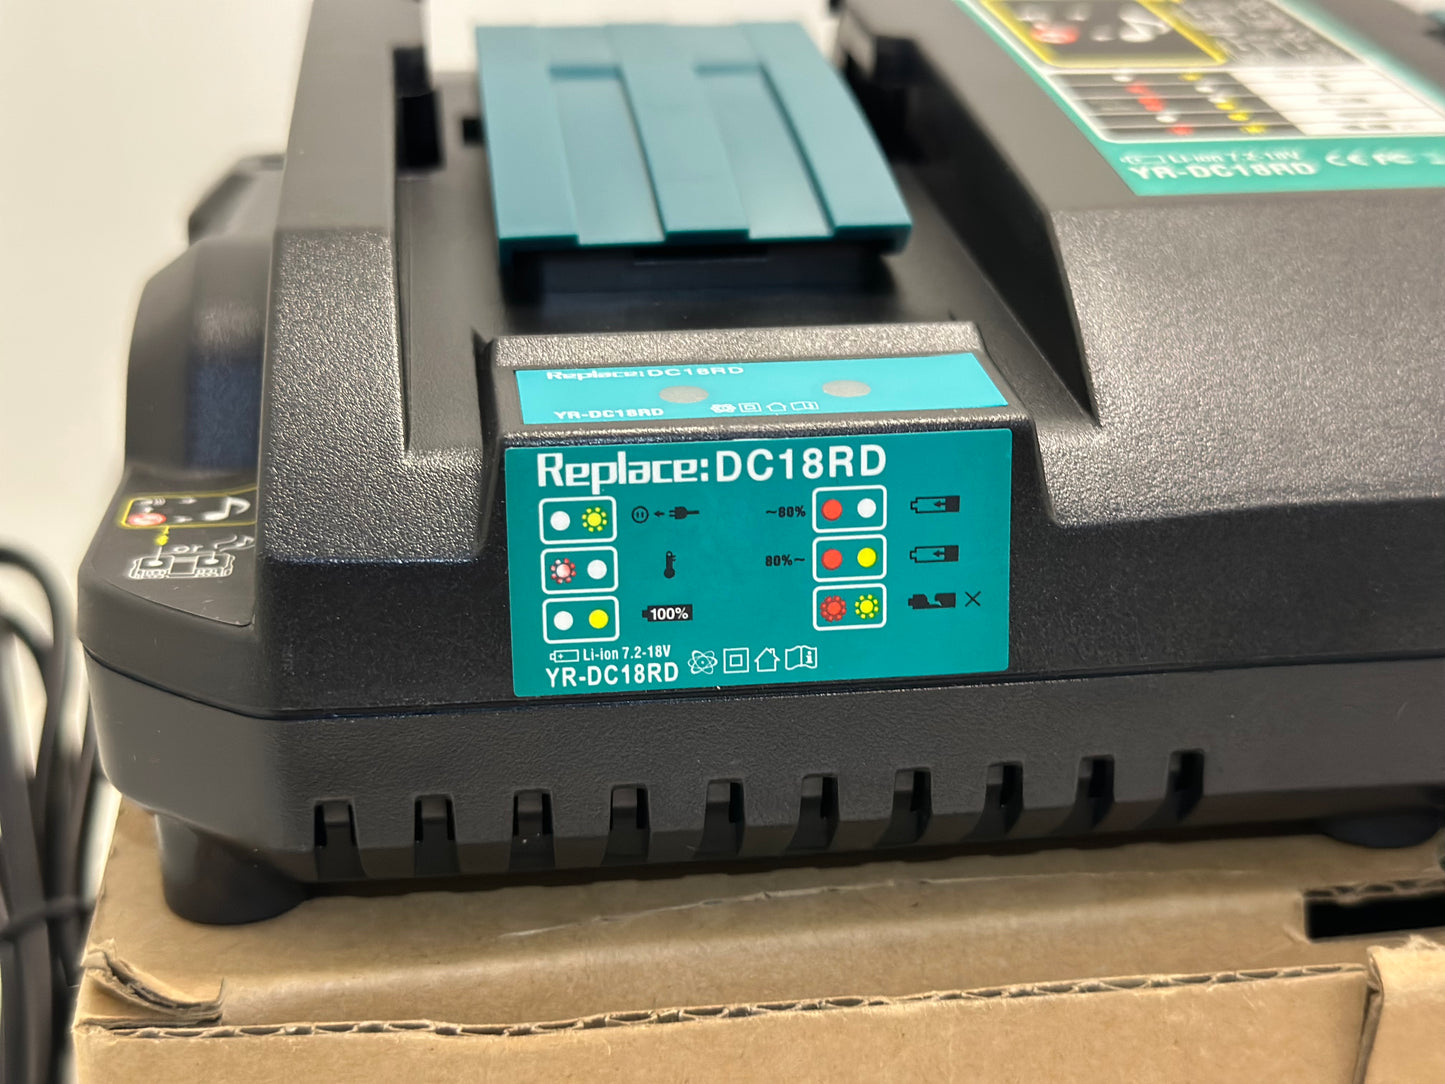 Li-ion 7.2-18V
YR-DC18RD
Replace:DC18RD
YR-DC18RD
Replace:DC18RD
~80%
80%~
100%
Li-ion 7.2-18V
YR-DC18RD
or